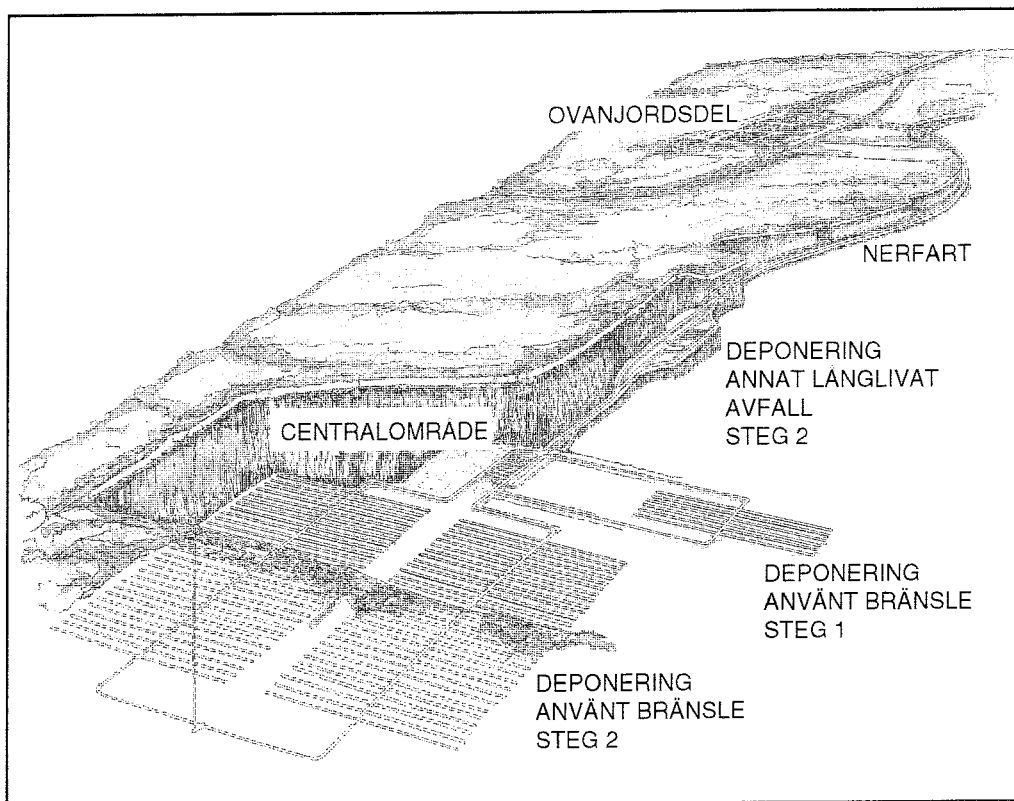 OVANJORDSDEL
NERFART
DEPONERING
ANNAT LÅNGLIVAT
AVFALL
STEG 2
CENTRALOMRÅDE
DEPONERING
ANVÄNT BRÄNSLE
STEG 1
DEPONERING
ANVÄNT BRÄNSLE
STEG 2